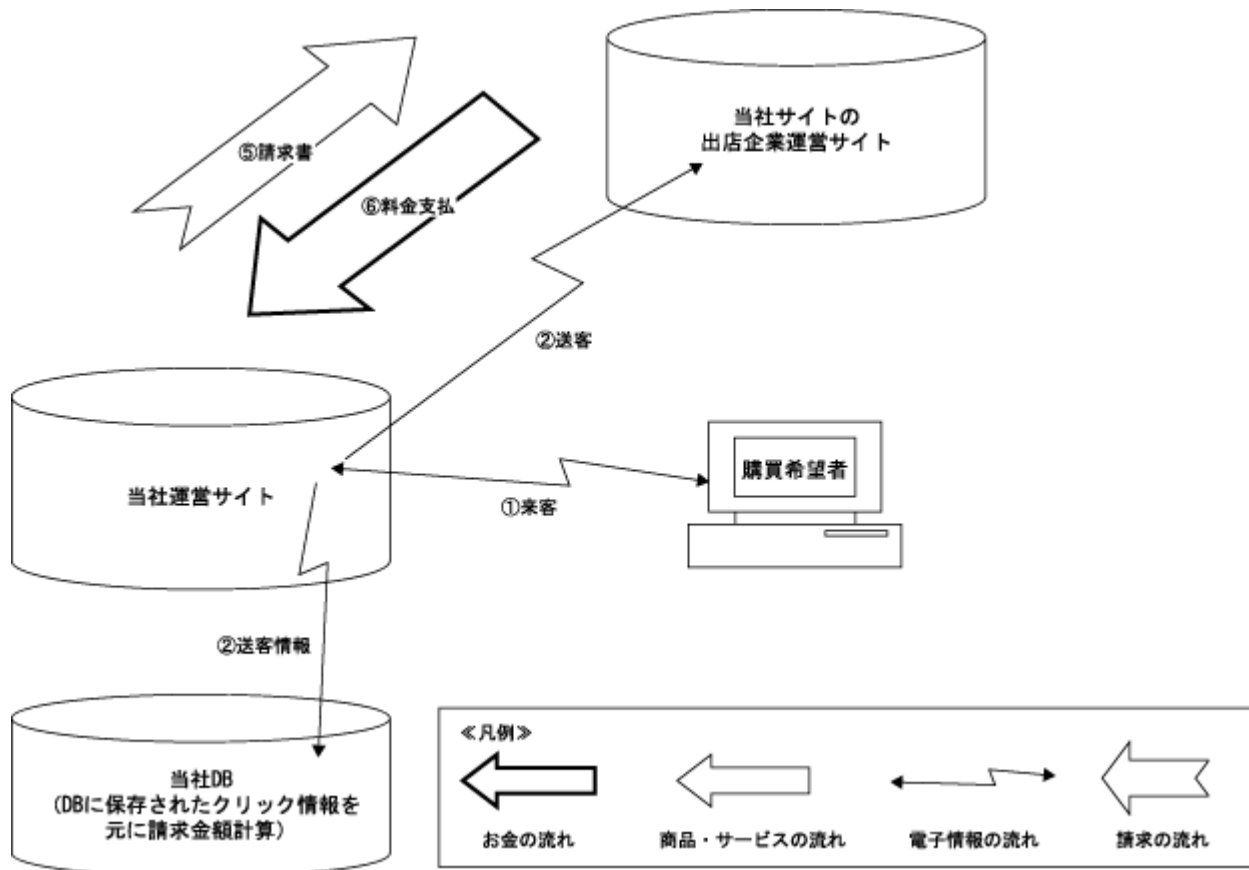 当社サイトの
出店企業運営サイト
⑤請求書
⑥料金支払
②送客
購買希望者
当社運営サイト
①来客
②送客情報
当社DB
(DBに保存されたクリック情報を
元に請求金額計算)
≪凡例≫
お金の流れ
商品・サービスの流れ
電子情報の流れ
請求の流れ